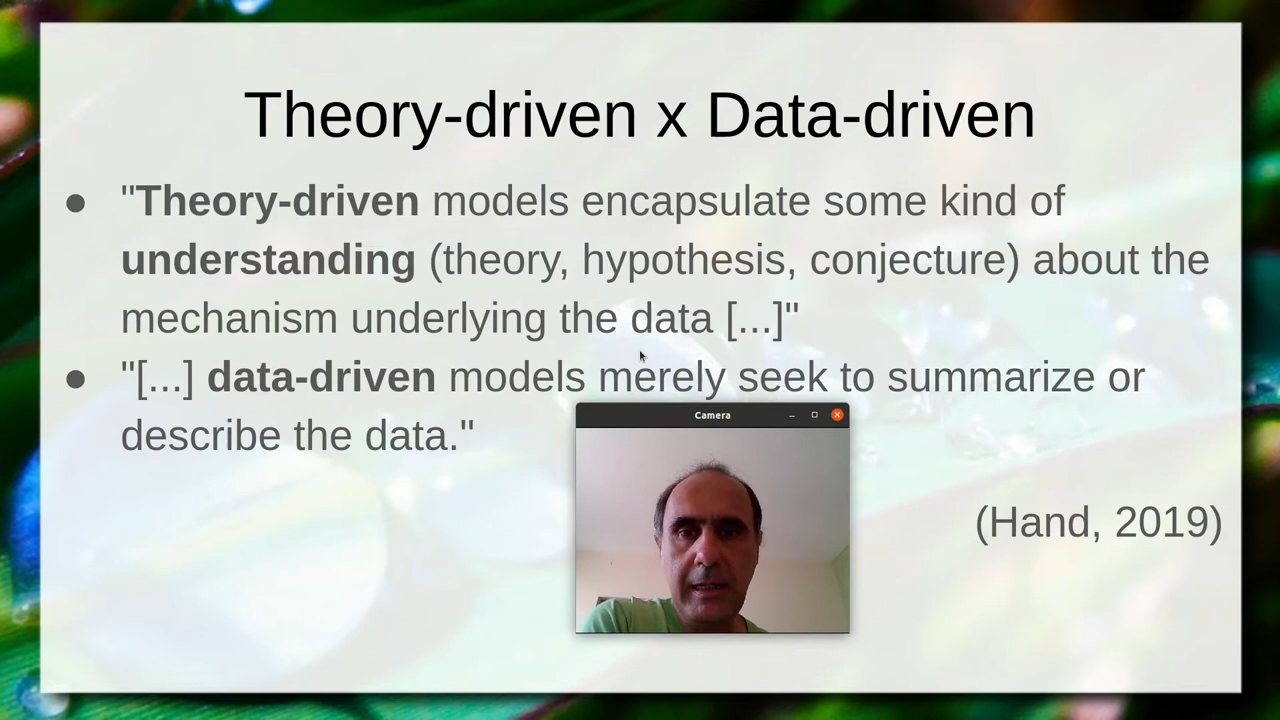 Theory-driven x Data-driven
● "Theory-driven models encapsulate some kind of
understanding (theory, hypothesis, conjecture) about the
mechanism underlying the data [...]"
● "[...] data-driven models merely seek to summarize or
describe the data."
Camera
(Hand, 2019)